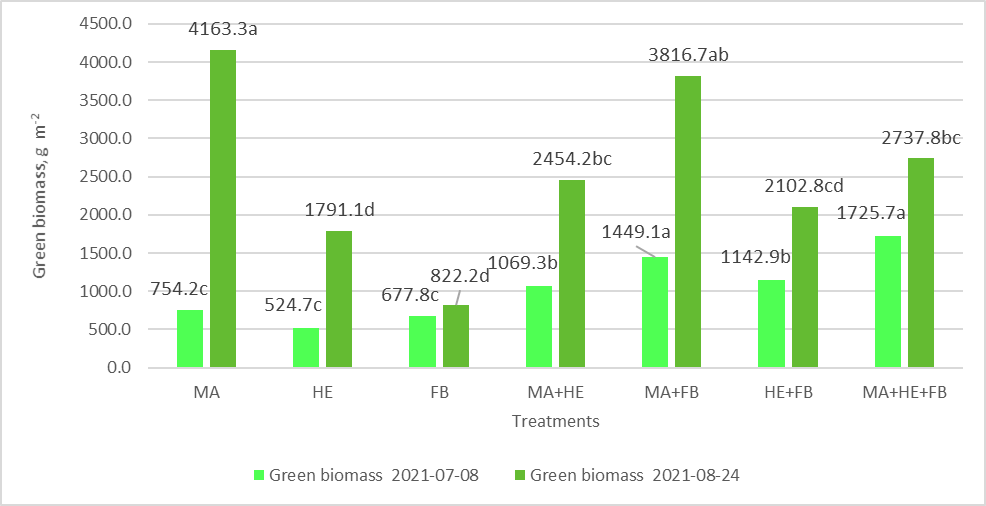 4500.0
4000.0
3500.0
3000.0
2500.0
2000.0
1500.0
1000.0
500.0
0.0
Green biomass, g m-2
4163.3a
754.2c
1791.1d
524.7c
822.2d
677.8c
2454.2bc
1069.3b
3816.7ab
1449.1a
2102.8cd
1142.9b
2737.8bc
1725.7a
MA HE FB MA+HE MA+FB HE+FB MA+HE+FB
Treatments
Green biomass 2021-07-08 Green biomass 2021-08-24